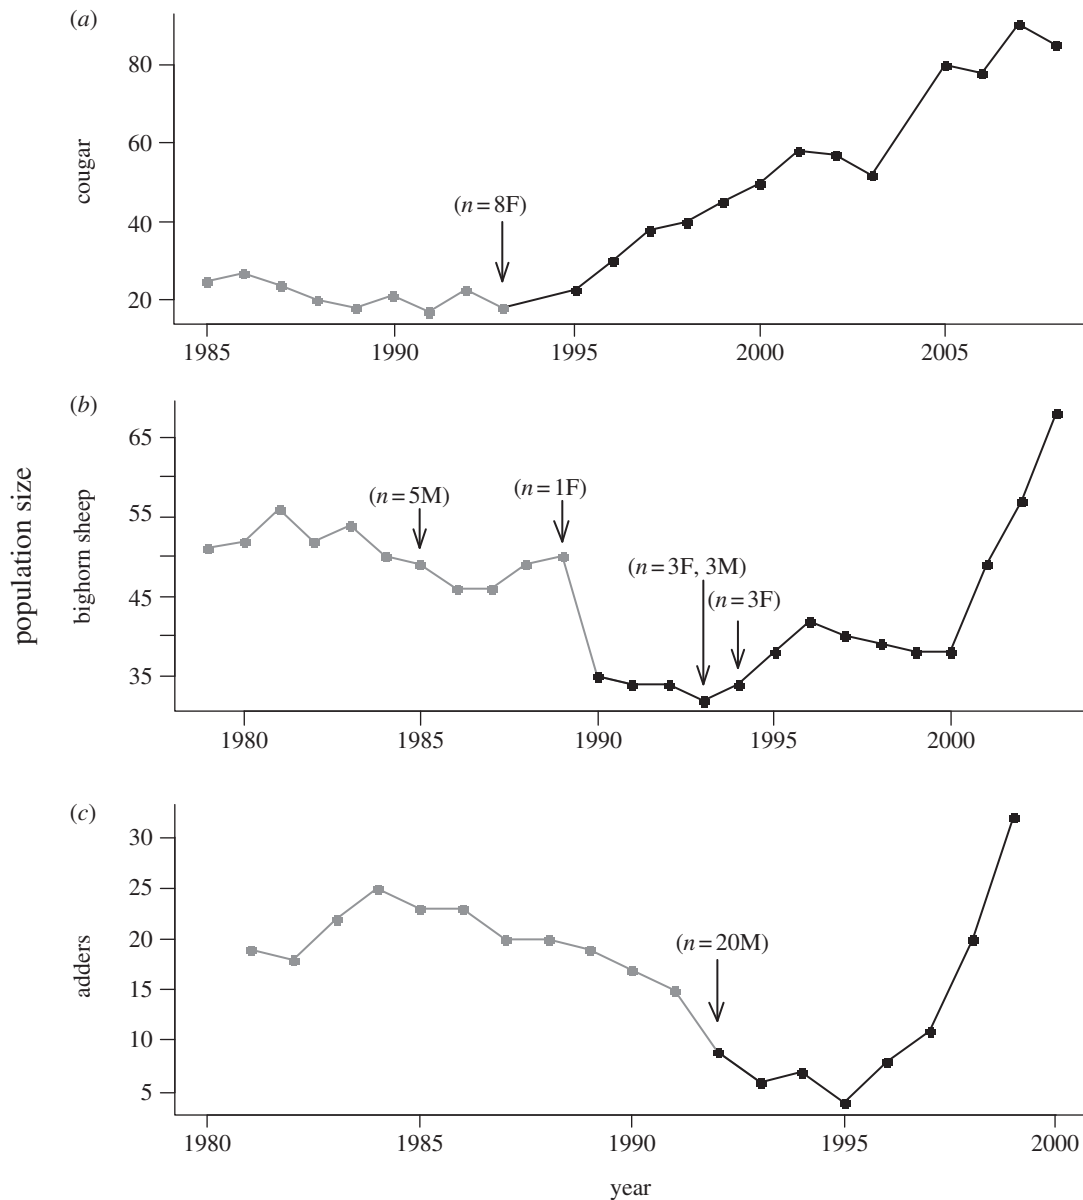 (a)
80
60
40
20
cougar
(n=8F)
1985 1990 1995 2000 2005
(b)
65
55
45
35
population size
bighorn sheep
(n=5M)
(n=1F)
(n=3F, 3M)
(n=3F)
1980 1985 1990 1995 2000
(c)
30
25
20
15
10
5
adders
(n=20M)
1980 1985 1990 1995 2000
year